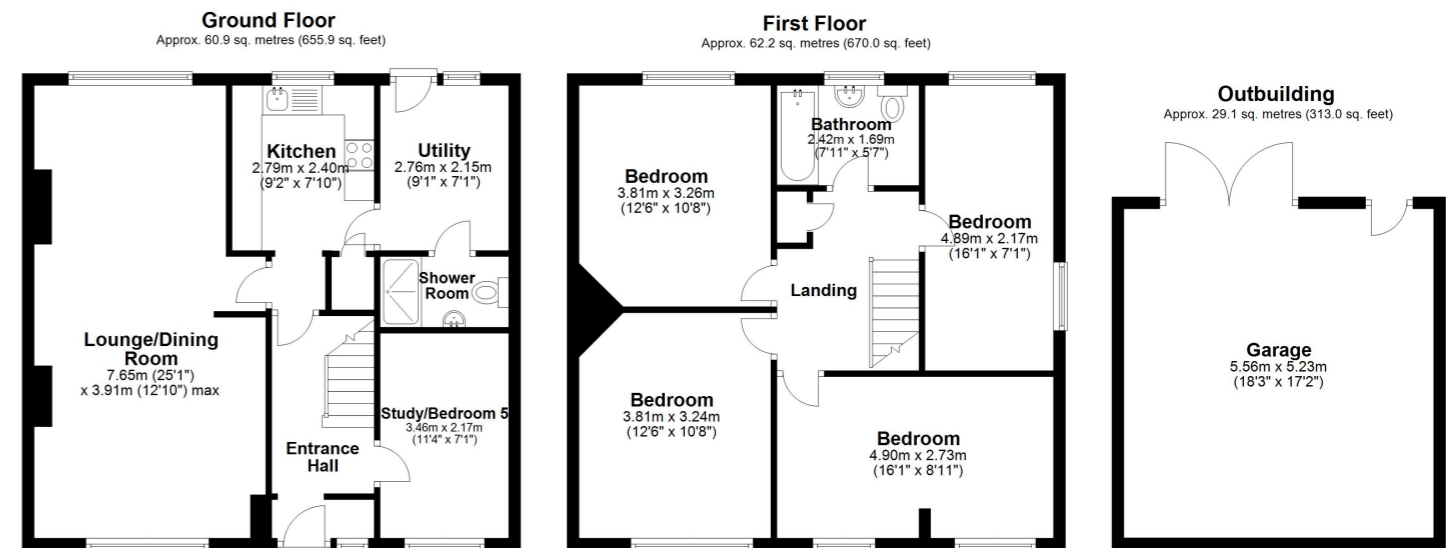 Ground Floor
Approx. 60.9 sq. metres (655.9 sq. feet)
Kitchen
2.79m x 2.40m
(9'2" x 7'10")
Utility
2.76m x 2.15m
(9'1" x 7'1")
Shower
Room
Lounge/Dining
Room
7.65m (25'1")
x 3.91m (12'10") max
Study/Bedroom 5
3.46m x 2.17m
(11'4" x 7'1")
Entrance
Hall
First Floor
Approx. 62.2 sq. metres (670.0 sq. feet)
Bedroom
3.81m x 3.26m
(12'6" x 10'8")
Bathroom
2.42m x 1.69m
(7'11" x 5'7")
Bedroom
4.89m x 2.17m
(16'1" x 7'1")
Landing
Bedroom
3.81m x 3.24m
(12'6" x 10'8")
Bedroom
4.90m x 2.73m
(16'1" x 8'11")
Outbuilding
Approx. 29.1 sq. metres (313.0 sq. feet)
Garage
5.56m x 5.23m
(18'3" x 17'2")